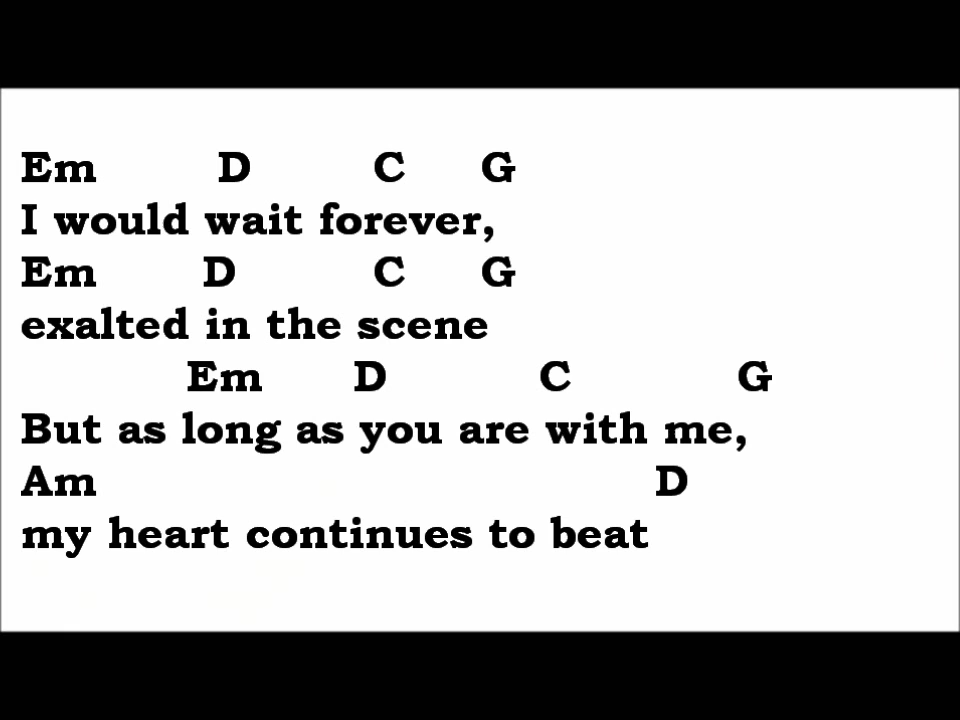 Em D C G
I would wait forever,
Em D C G
exalted in the scene
Em D C G
But as long as you are with me,
Am D
my heart continues to beat